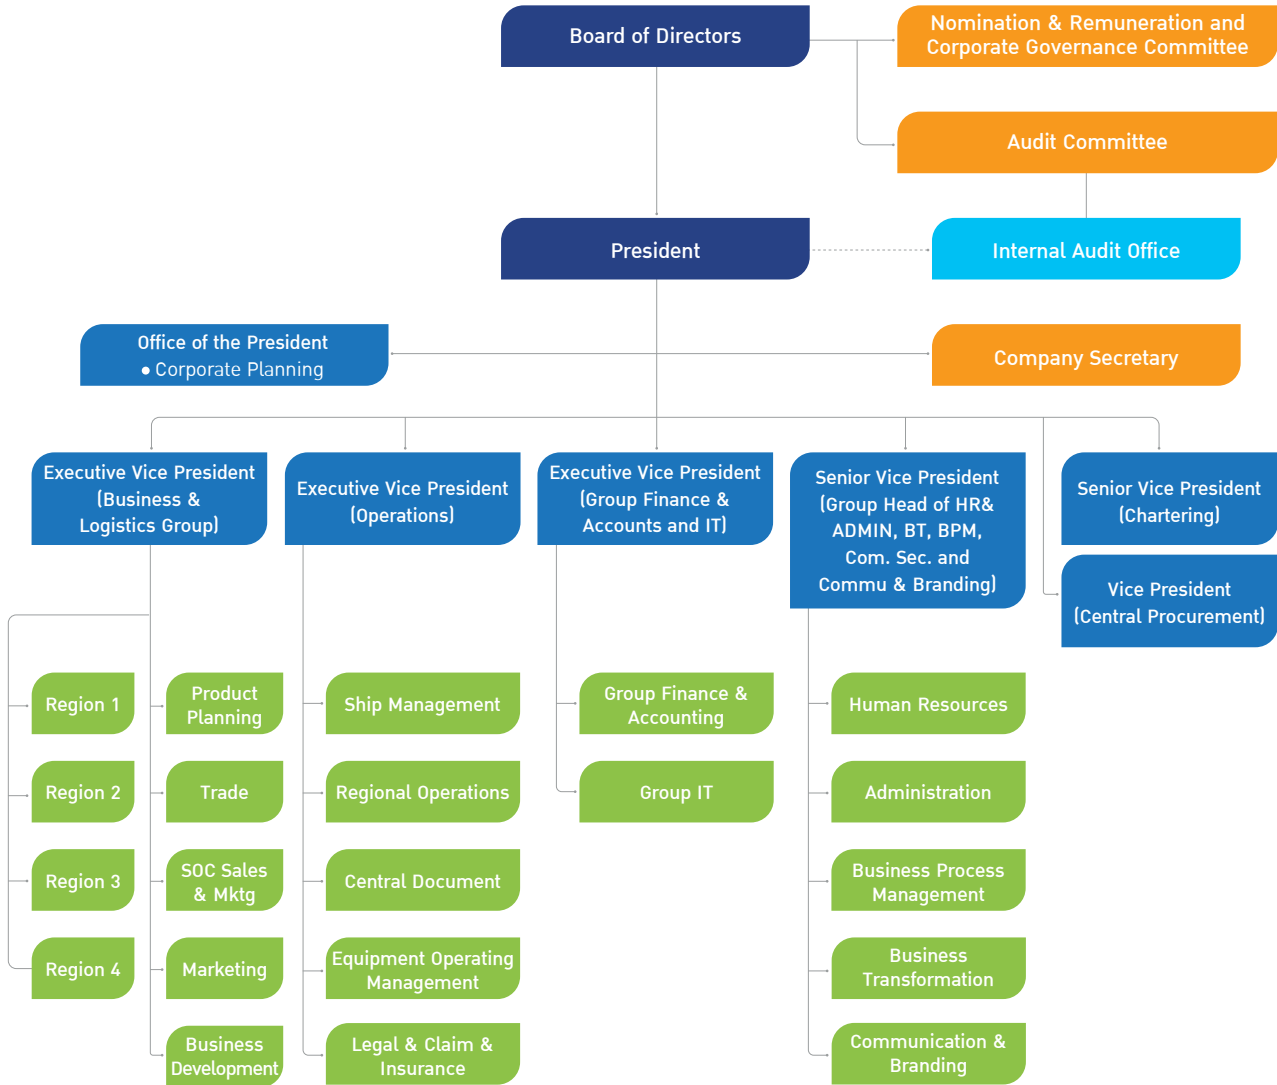 Board of Directors
Nomination & Remuneration and
Corporate Governance Committee
Audit Committee
President
Internal Audit Office
Office of the President
• Corporate Planning
Company Secretary
Executive Vice President
(Business &
Logistics Group)
Executive Vice President
(Operations)
Executive Vice President
(Group Finance &
Accounts and IT)
Senior Vice President
(Group Head of HR&
ADMIN, BT, BPM,
Com. Sec. and
Commu & Branding)
Senior Vice President
(Chartering)
Vice President
(Central Procurement)
Region 1
Region 2
Region 3
Region 4
Product
Planning
Trade
SOC Sales
& Mktg
Marketing
Business
Development
Ship Management
Regional Operations
Central Document
Equipment Operating
Management
Legal & Claim &
Insurance
Group Finance &
Accounting
Group IT
Human Resources
Administration
Business Process
Management
Business
Transformation
Communication &
Branding